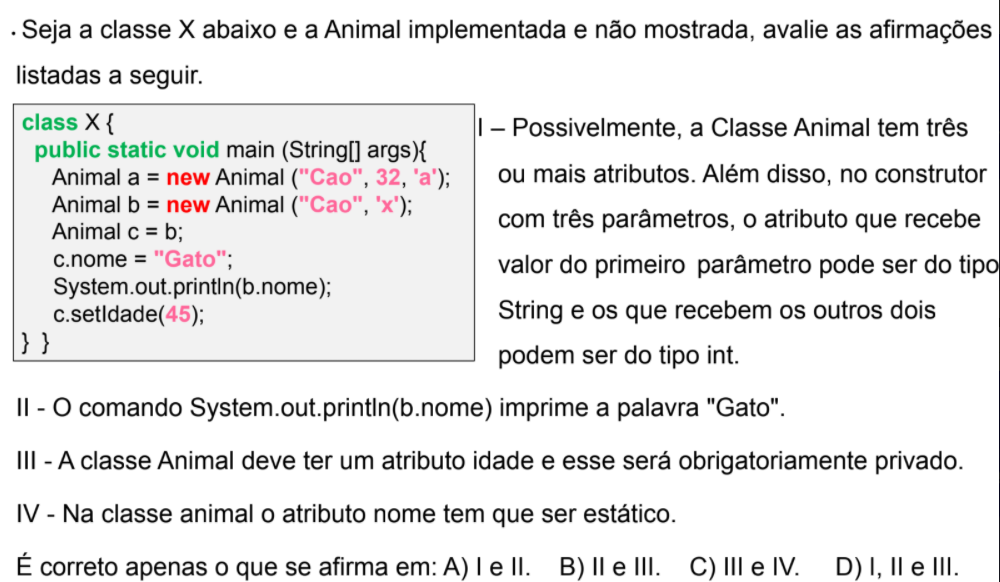 . Seja a classe X abaixo e a Animal implementada e não mostrada, avalie as afirmações
listadas a seguir.
class X {
public static void main (String[] args){
Animal a = new Animal ("Cao", 32, 'a');
Animal b = new Animal ("Cao", 'x');
Animal c = b;
c.nome = "Gato";
System.out.println(b.nome);
c.setIdade(45);
} }
I – Possivelmente, a Classe Animal tem três
ou mais atributos. Além disso, no construtor
com três parâmetros, o atributo que recebe
valor do primeiro parâmetro pode ser do tipo
String e os que recebem os outros dois
podem ser do tipo int.
II - O comando System.out.println(b.nome) imprime a palavra "Gato".
III - A classe Animal deve ter um atributo idade e esse será obrigatoriamente privado.
IV - Na classe animal o atributo nome tem que ser estático.
É correto apenas o que se afirma em: A) I e II. B) II e III. C) III e IV. D) I, II e III.